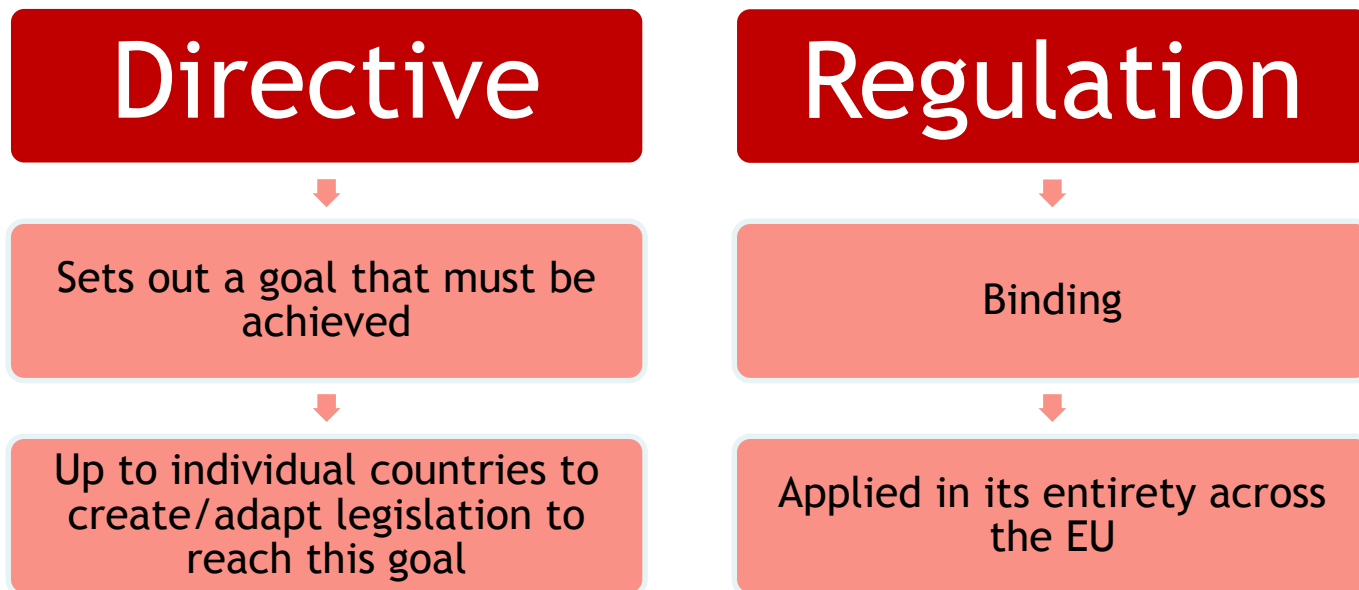 Directive
Sets out a goal that must be
achieved
Up to individual countries to
create/adapt legislation to
reach this goal
Regulation
Binding
Applied in its entirety across
the EU